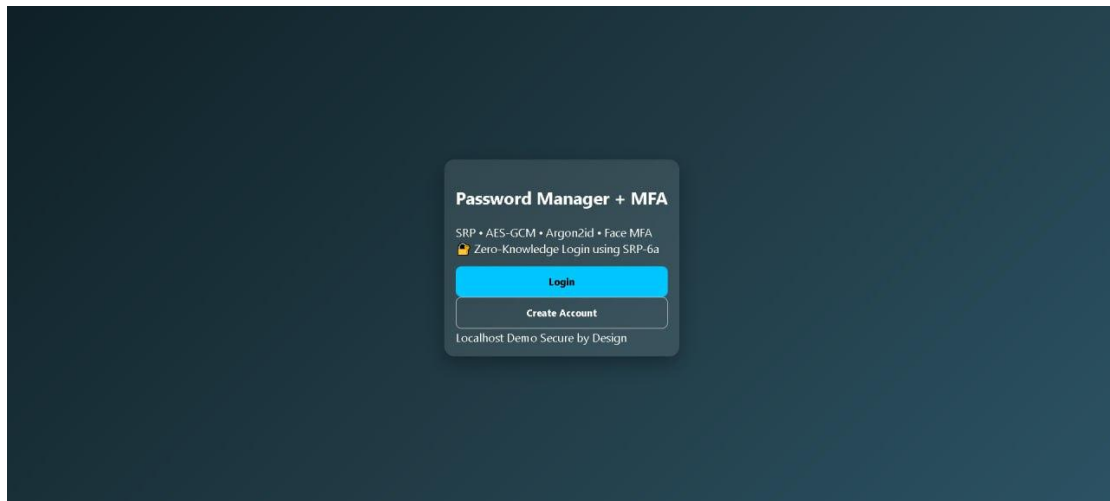 Password Manager + MFA
SRP • AES-GCM • Argon2id • Face MFA
🔐 Zero-Knowledge Login using SRP-6a
Login
Create Account
Localhost Demo Secure by Design